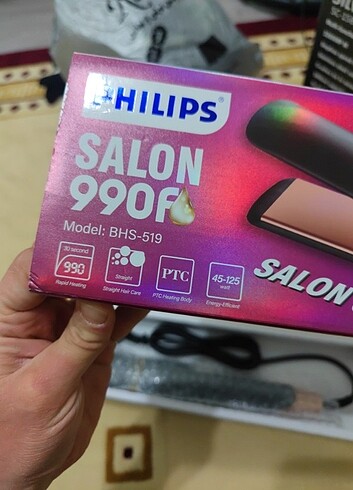 PHILIPS
SALON
990F
Model: BHS-519
30 second
990
Rapid Heating
Straight
Straight Hair Care
PTC
PTC Heating Body
45-125
watt
Energy-Efficient
SALON